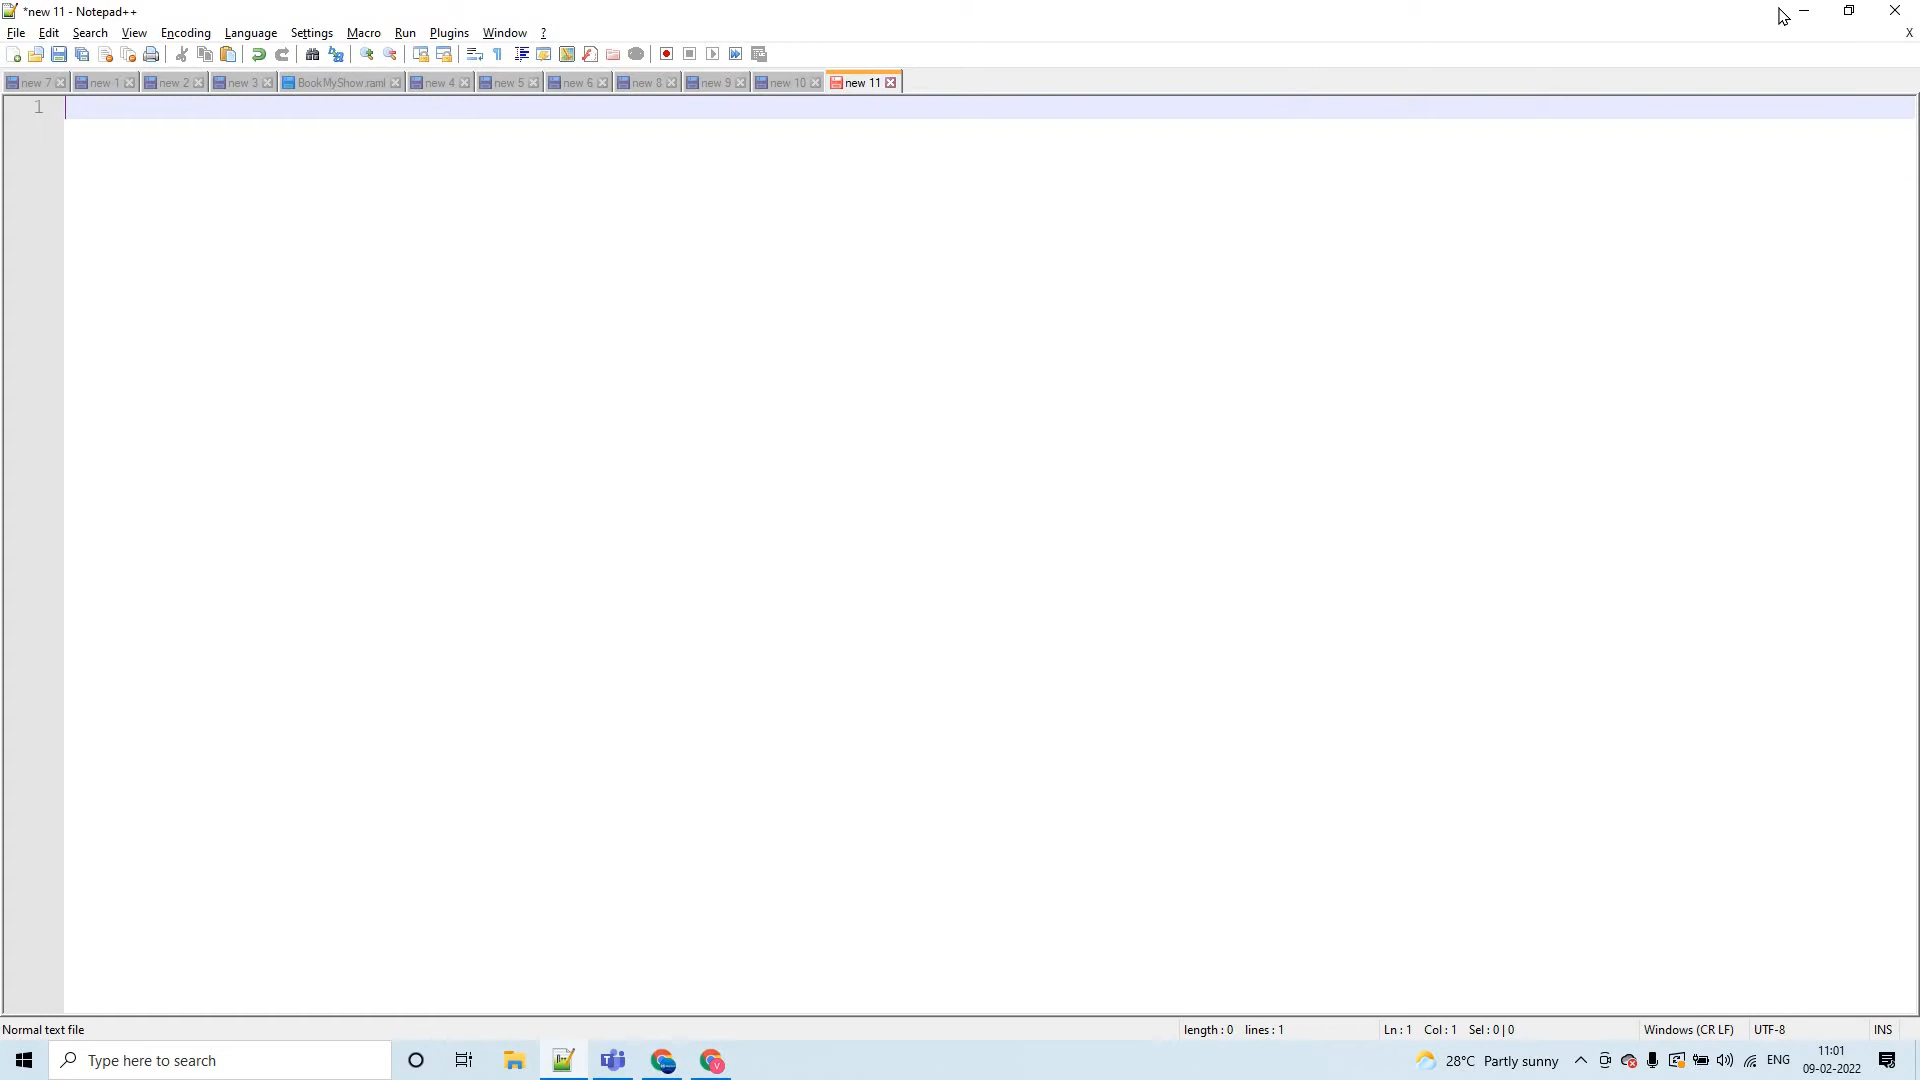 *new 11 - Notepad++
File Edit Search View Encoding Language Settings Macro Run Plugins Window ? X
new 7 new 1 new 2 new 3 BookMyShow.raml new 4 new 5 new 6 new 8 new 9 new 10 new 11
1
Normal text file length : 0 lines : 1 Ln : 1 Col : 1 Sel : 0 | 0 Windows (CR LF) UTF-8 INS
Type here to search 28°C Partly sunny ENG 11:01
09-02-2022